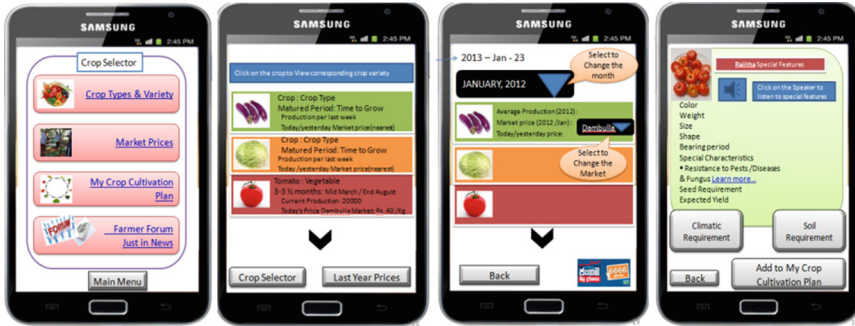 SAMSUNG
2:45 PM
Crop Selector
Crop Types & Variety
Market Prices
My Crop Cultivation
Plan
FORUM
Farmer Forum
Just in News
Main Menu
SAMSUNG
2:45 PM
Click on the crop to View corresponding crop variety
Crop : Crop Type
Matured Period: Time to Grow
Production per last week
Today/yesterday Market price(nearest)
Crop : Crop Type
Matured Period: Time to Grow
Production per last week
Today/yesterday Market price(nearest)
Tomato : Vegetable
3-3 ½ months: Mid March / End August
Current Production: 20000
Today's Price Dambulla Market, Rs. 40 /Kg
Crop Selector
Last Year Prices
SAMSUNG
2:45 PM
2013 – Jan - 23
Select to
Change the
month
JANUARY, 2012
Average Production (2012) :
Market price (2012 /Jan) :
Today/yesterday price:
Dambulla
Select to
Change the
Market
Back
6666
SAMSUNG
2:45 PM
Rajitha Special Features
Click on the Speaker to
listen to special features
Color
Weight
Size
Shape
Bearing period
Special Characteristics
* Resistance to Pests /Diseases
& Fungus Learn more...
Seed Requirement
Expected Yield
Climatic
Requirement
Soil
Requirement
Back
Add to My Crop
Cultivation Plan